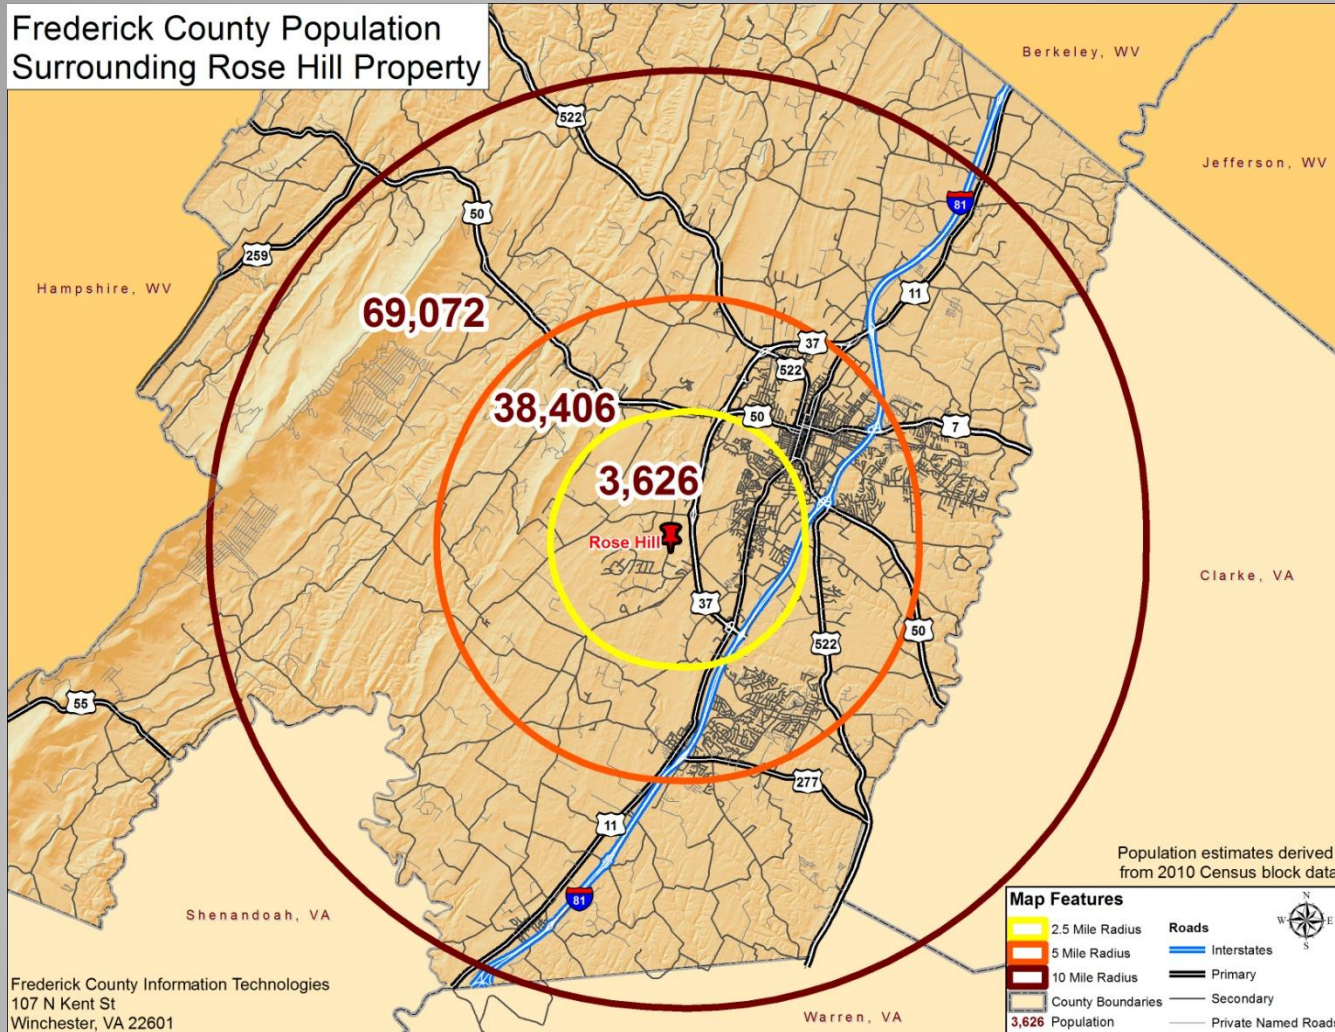 Frederick County Population
Surrounding Rose Hill Property
Berkeley, WV
522
Jefferson, WV
81
50
259
Hampshire, WV
11
69,072
37
522
38,406
50
7
3,626
Rose Hill
Clarke, VA
37
50
522
55
277
11
Population estimates derived
from 2010 Census block data
81
Shenandoah, VA
Frederick County Information Technologies
107 N Kent St
Winchester, VA 22601
Warren, VA
Map Features
2.5 Mile Radius
5 Mile Radius
10 Mile Radius
County Boundaries
3,626 Population
Roads
Interstates
Primary
Secondary
Private Named Roads
N
W E
S